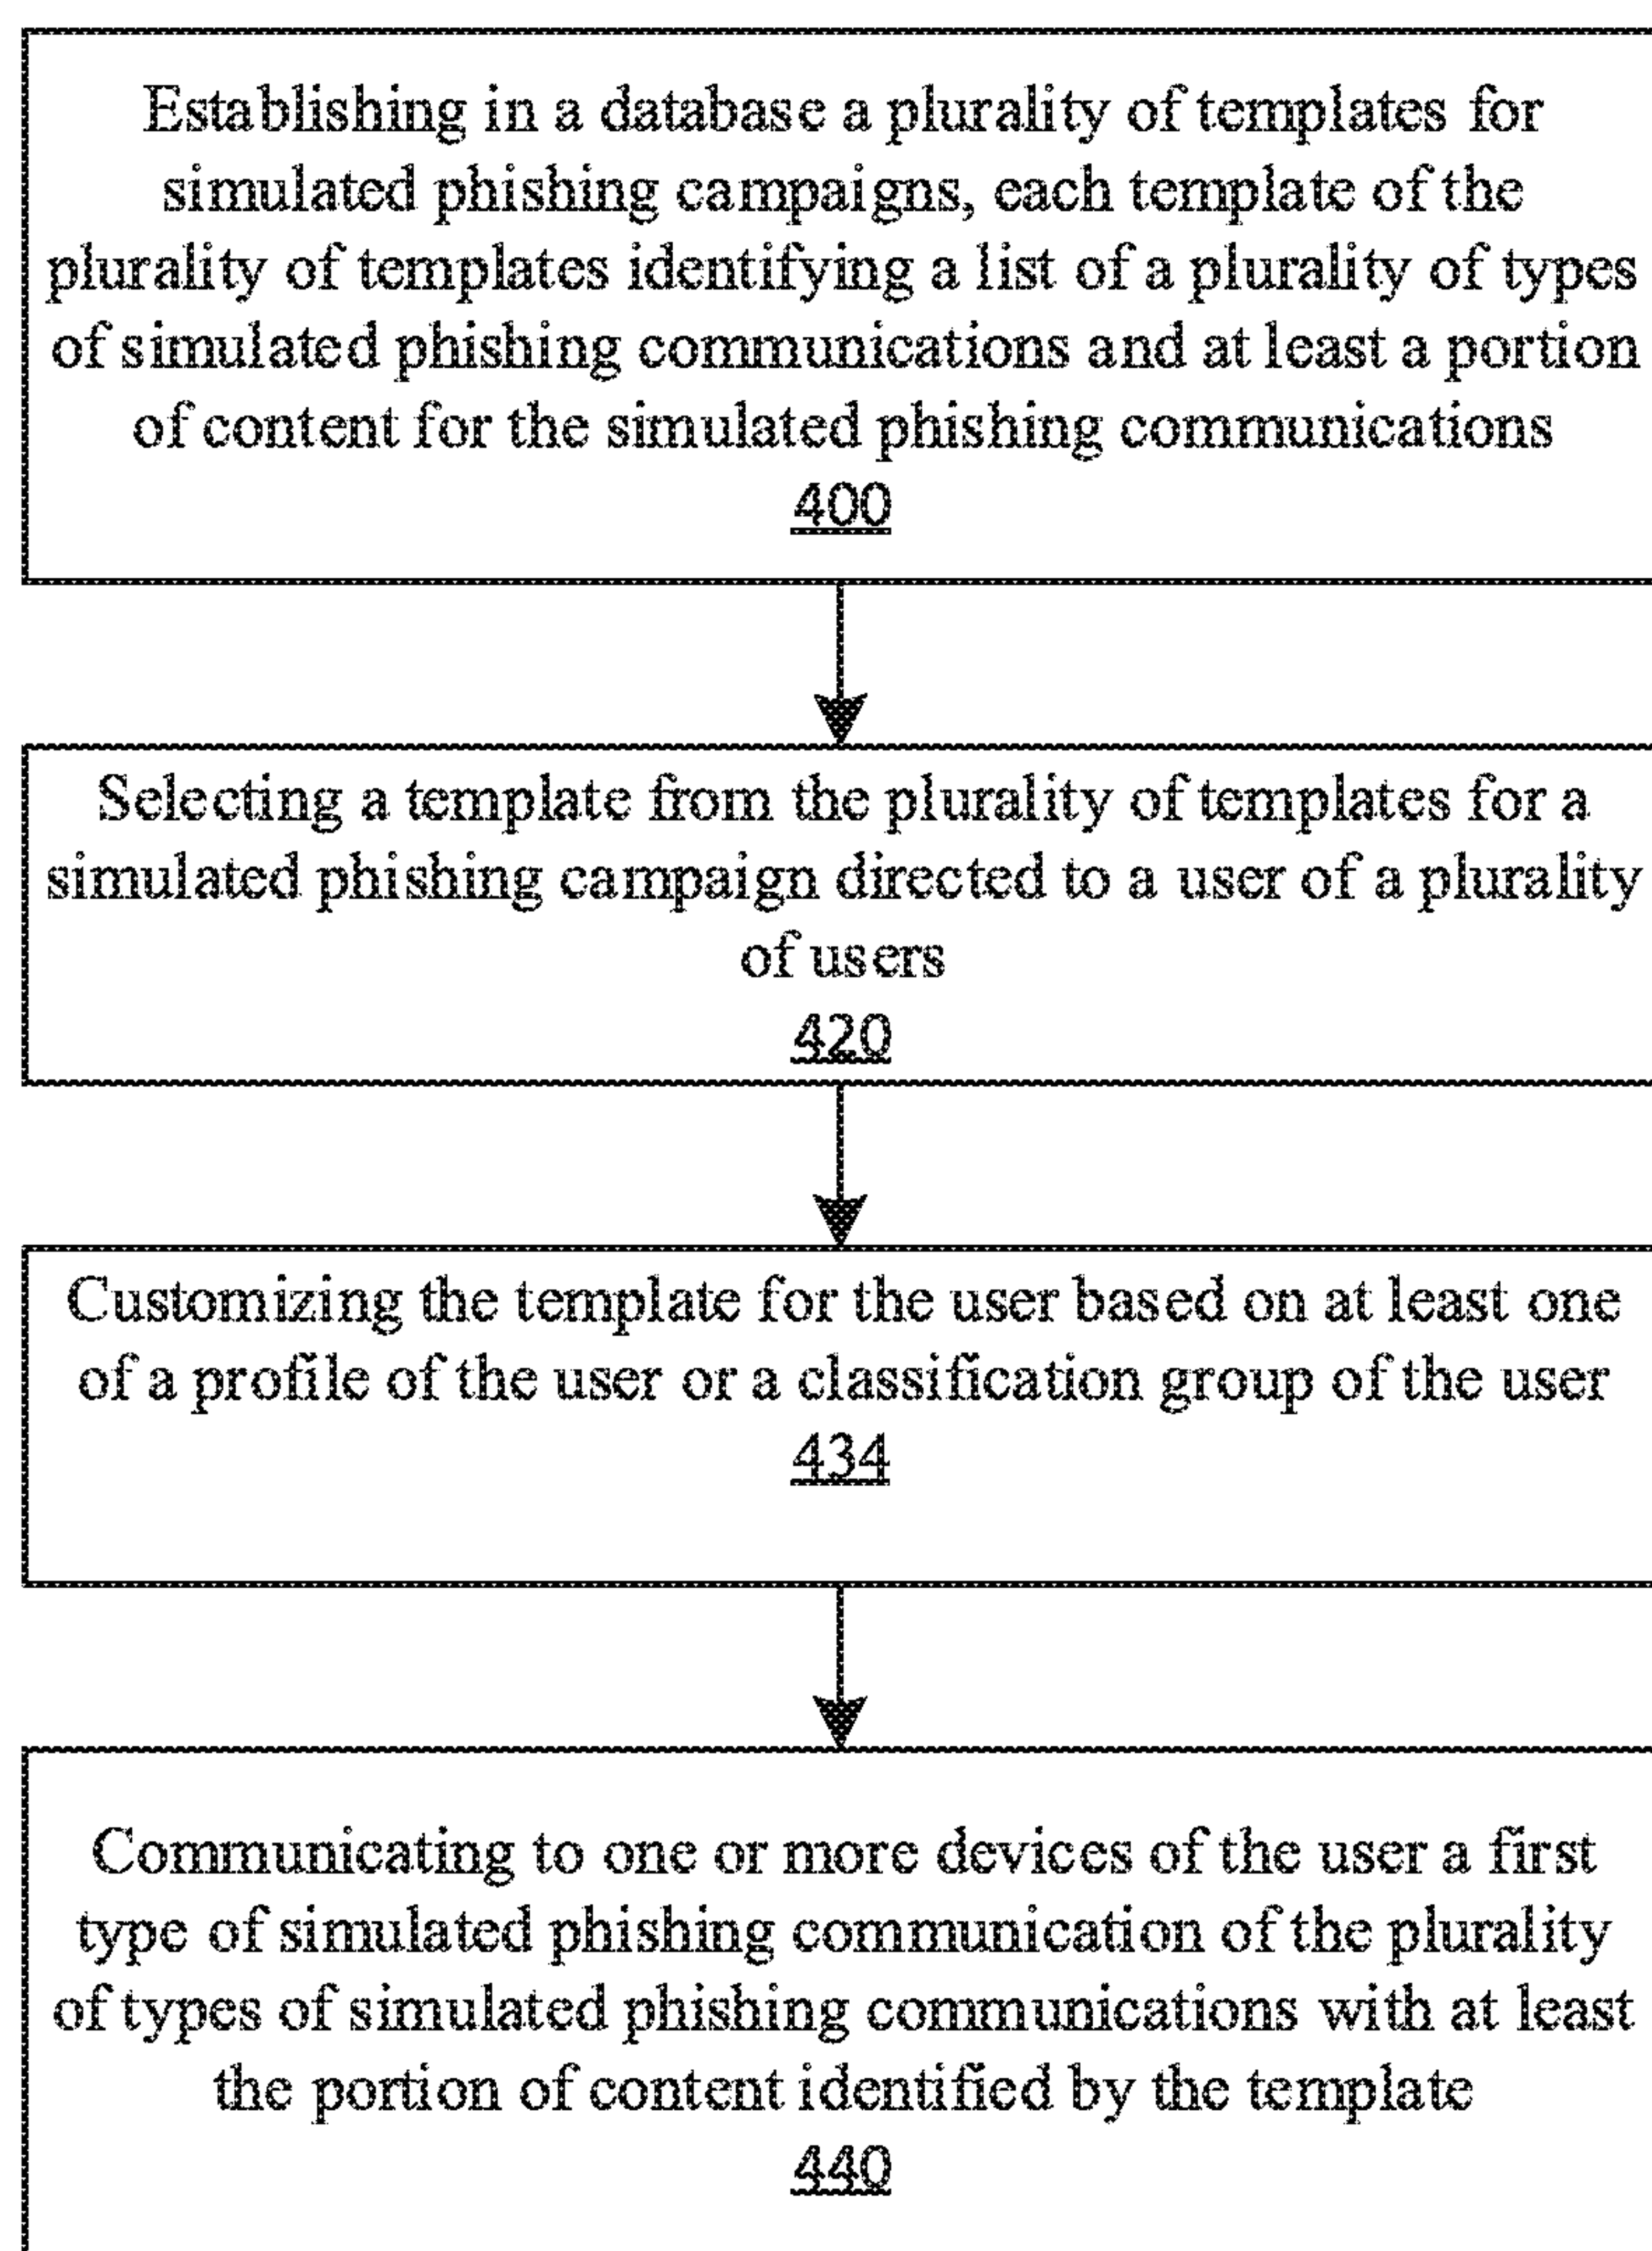 Establishing in a database a plurality of templates for
simulated phishing campaigns, each template of the
plurality of templates identifying a list of a plurality of types
of simulated phishing communications and at least a portion
of content for the simulated phishing communications
400
Selecting a template from the plurality of templates for a
simulated phishing campaign directed to a user of a plurality
of users
420
Customizing the template for the user based on at least one
of a profile of the user or a classification group of the user
434
Communicating to one or more devices of the user a first
type of simulated phishing communication of the plurality
of types of simulated phishing communications with at least
the portion of content identified by the template
440